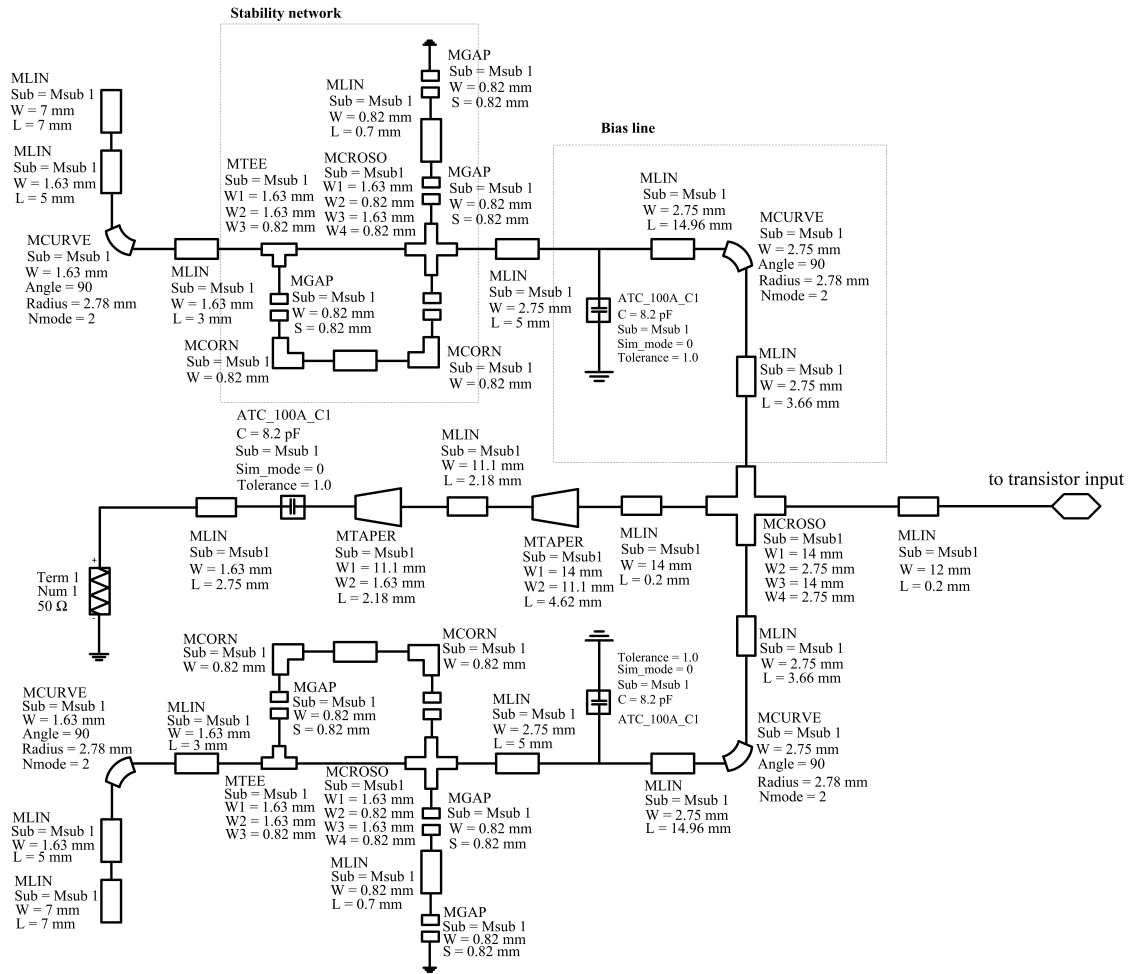 Stability network
MGAP
Sub = Msub 1
W = 0.82 mm
S = 0.82 mm
MLIN
Sub = Msub 1
W = 7 mm
L = 7 mm
MLIN
Sub = Msub 1
W = 0.82 mm
L = 0.7 mm
Bias line
MLIN
Sub = Msub 1
W = 1.63 mm
L = 5 mm
MTEE
Sub = Msub 1
W1 = 1.63 mm
W2 = 1.63 mm
W3 = 0.82 mm
MCROSO
Sub = Msub1
W1 = 1.63 mm
W2 = 0.82 mm
W3 = 1.63 mm
W4 = 0.82 mm
MGAP
Sub = Msub 1
W = 0.82 mm
S = 0.82 mm
MLIN
Sub = Msub 1
W = 2.75 mm
L = 14.96 mm
MCURVE
Sub = Msub 1
W = 2.75 mm
Angle = 90
Radius = 2.78 mm
Nmode = 2
MCURVE
Sub = Msub 1
W = 1.63 mm
Angle = 90
Radius = 2.78 mm
Nmode = 2
MLIN
Sub = Msub 1
W = 1.63 mm
L = 3 mm
MGAP
Sub = Msub 1
W = 0.82 mm
S = 0.82 mm
MLIN
Sub = Msub 1
W = 2.75 mm
L = 5 mm
ATC_100A_C1
C = 8.2 pF
Sub = Msub 1
Sim_mode = 0
Tolerance = 1.0
MCORN
Sub = Msub 1
W = 0.82 mm
MCORN
Sub = Msub 1
W = 0.82 mm
MLIN
Sub = Msub 1
W = 2.75 mm
L = 3.66 mm
ATC_100A_C1
C = 8.2 pF
Sub = Msub 1
Sim_mode = 0
Tolerance = 1.0
MLIN
Sub = Msub1
W = 11.1 mm
L = 2.18 mm
to transistor input
MLIN
Sub = Msub1
W = 1.63 mm
L = 2.75 mm
MTAPER
Sub = Msub1
W1 = 11.1 mm
W2 = 1.63 mm
L = 2.18 mm
MTAPER
Sub = Msub1
W1 = 14 mm
W2 = 11.1 mm
L = 4.62 mm
MLIN
Sub = Msub1
W = 14 mm
L = 0.2 mm
MCROSO
Sub = Msub1
W1 = 14 mm
W2 = 2.75 mm
W3 = 14 mm
W4 = 2.75 mm
MLIN
Sub = Msub1
W = 12 mm
L = 0.2 mm
+
Term 1
Num 1
50 Ω
-
MCORN
Sub = Msub 1
W = 0.82 mm
MCORN
Sub = Msub 1
W = 0.82 mm
Tolerance = 1.0
Sim_mode = 0
Sub = Msub 1
C = 8.2 pF
ATC_100A_C1
MLIN
Sub = Msub 1
W = 2.75 mm
L = 3.66 mm
MCURVE
Sub = Msub 1
W = 1.63 mm
Angle = 90
Radius = 2.78 mm
Nmode = 2
MLIN
Sub = Msub 1
W = 1.63 mm
L = 3 mm
MGAP
Sub = Msub 1
W = 0.82 mm
S = 0.82 mm
MLIN
Sub = Msub 1
W = 2.75 mm
L = 5 mm
MCURVE
Sub = Msub 1
W = 2.75 mm
Angle = 90
Radius = 2.78 mm
Nmode = 2
MTEE
Sub = Msub 1
W1 = 1.63 mm
W2 = 1.63 mm
W3 = 0.82 mm
MCROSO
Sub = Msub1
W1 = 1.63 mm
W2 = 0.82 mm
W3 = 1.63 mm
W4 = 0.82 mm
MGAP
Sub = Msub 1
W = 0.82 mm
S = 0.82 mm
MLIN
Sub = Msub 1
W = 2.75 mm
L = 14.96 mm
MLIN
Sub = Msub 1
W = 1.63 mm
L = 5 mm
MLIN
Sub = Msub 1
W = 0.82 mm
L = 0.7 mm
MLIN
Sub = Msub 1
W = 7 mm
L = 7 mm
MGAP
Sub = Msub 1
W = 0.82 mm
S = 0.82 mm